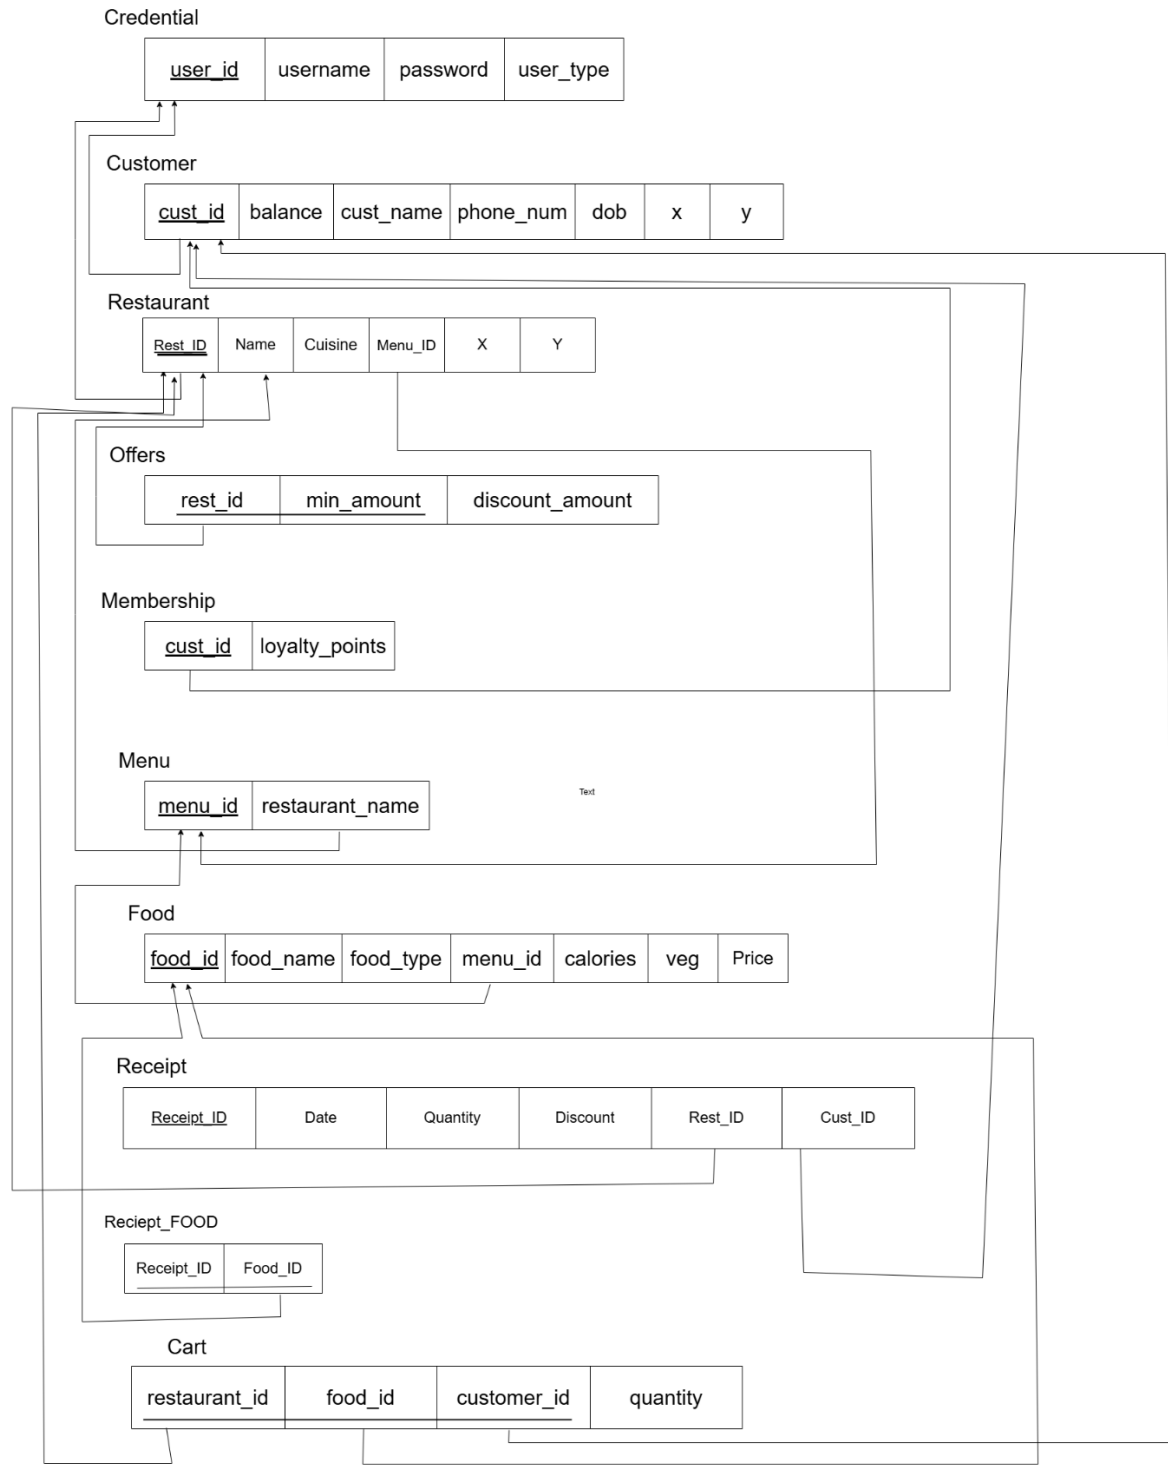 Credential
user_id username password user_type
Customer
cust_id balance cust_name phone_num dob x y
Restaurant
Rest_ID Name Cuisine Menu_ID X Y
Offers
rest_id min_amount discount_amount
Membership
cust_id loyalty_points
Menu
menu_id restaurant_name
Text
Food
food_id food_name food_type menu_id calories veg Price
Receipt
Receipt_ID Date Quantity Discount Rest_ID Cust_ID
Reciept_FOOD
Receipt_ID Food_ID
Cart
restaurant_id food_id customer_id quantity